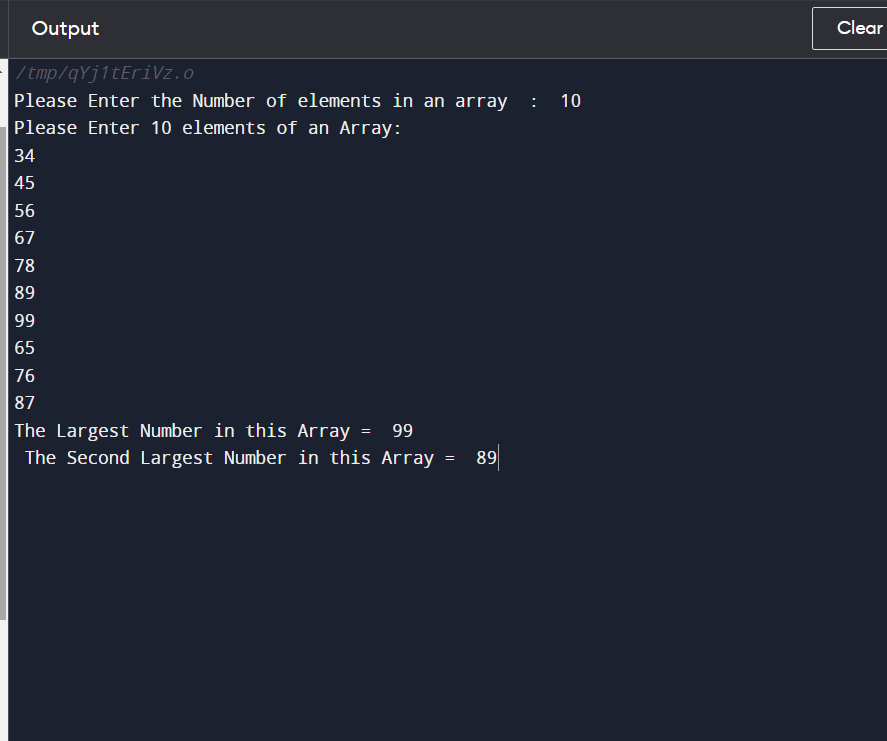 Output
Clear
/tmp/qYj1tEriVz.o
Please Enter the Number of elements in an array  :  10
Please Enter 10 elements of an Array:
34
45
56
67
78
89
99
65
76
87
The Largest Number in this Array =  99
 The Second Largest Number in this Array =  89